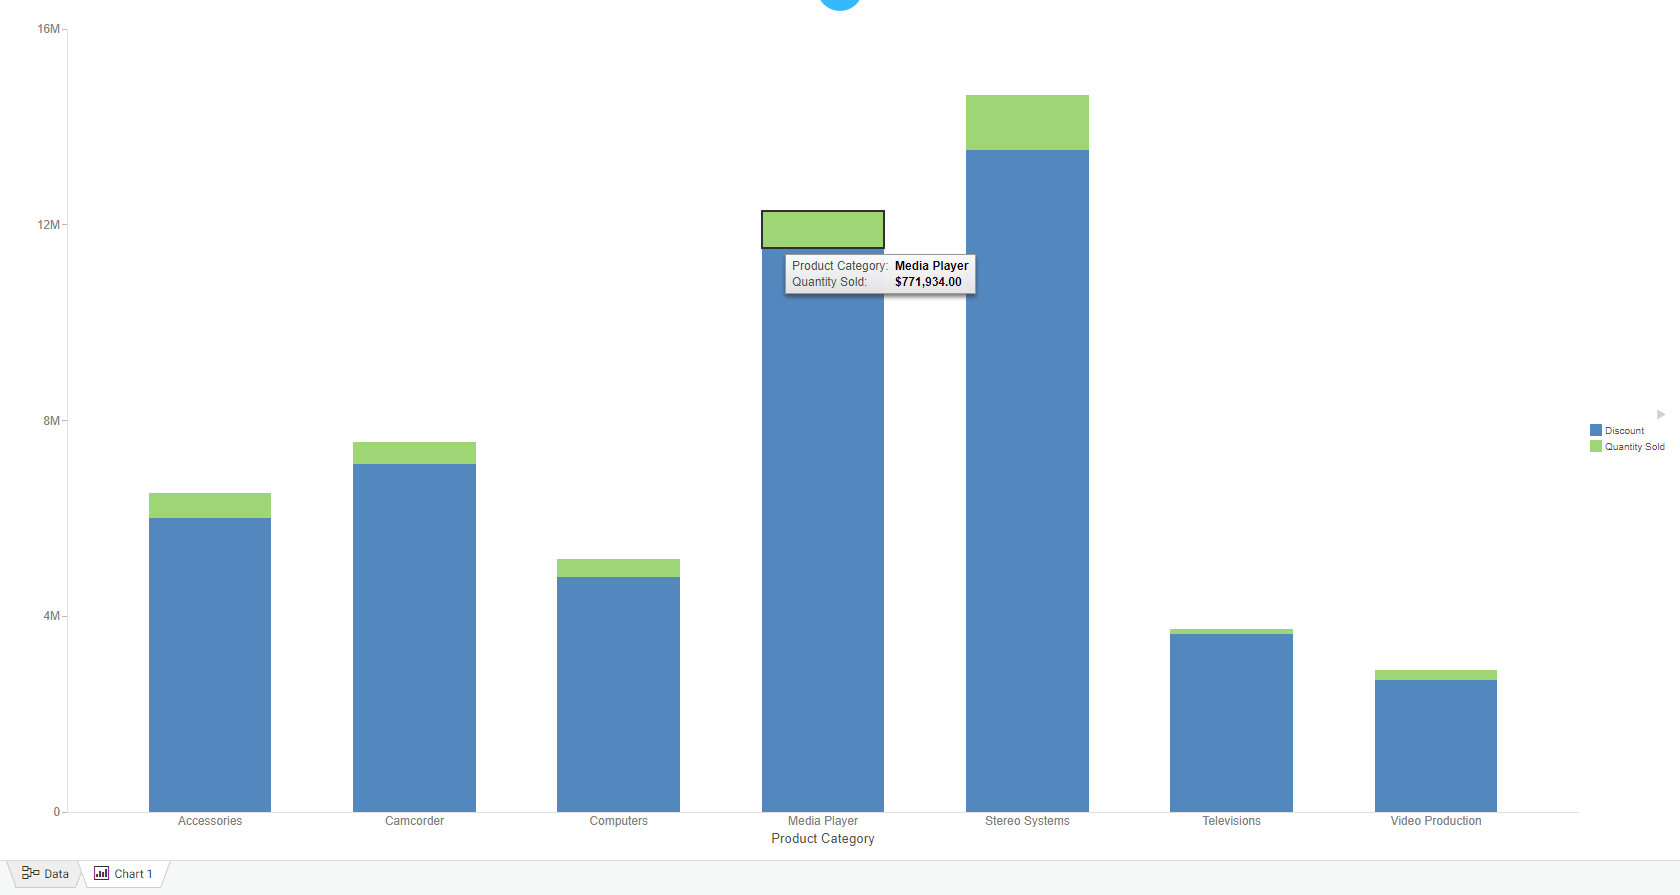 16M
12M
8M
4M
0
Product Category: Media Player
Quantity Sold: $771,934.00
Discount
Quantity Sold
Accessories
Camcorder
Computers
Media Player
Stereo Systems
Televisions
Video Production
Product Category
Data
Chart 1